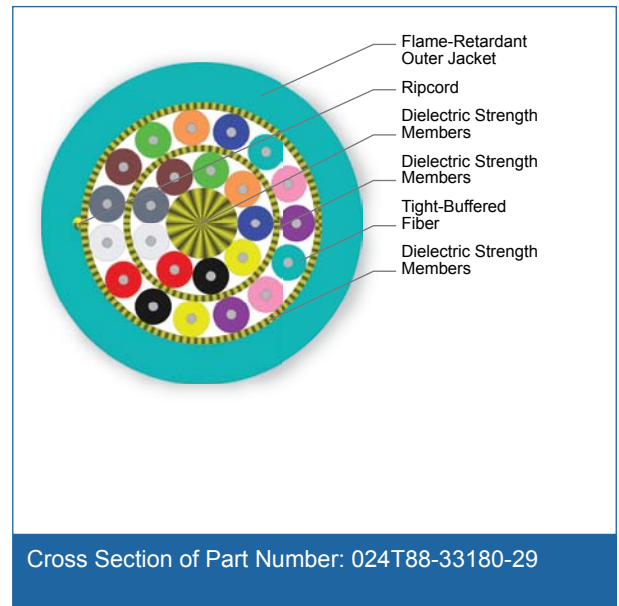 Flame-Retardant
Outer Jacket
Ripcord
Dielectric Strength
Members
Dielectric Strength
Members
Tight-Buffered
Fiber
Dielectric Strength
Members
Cross Section of Part Number: 024T88-33180-29